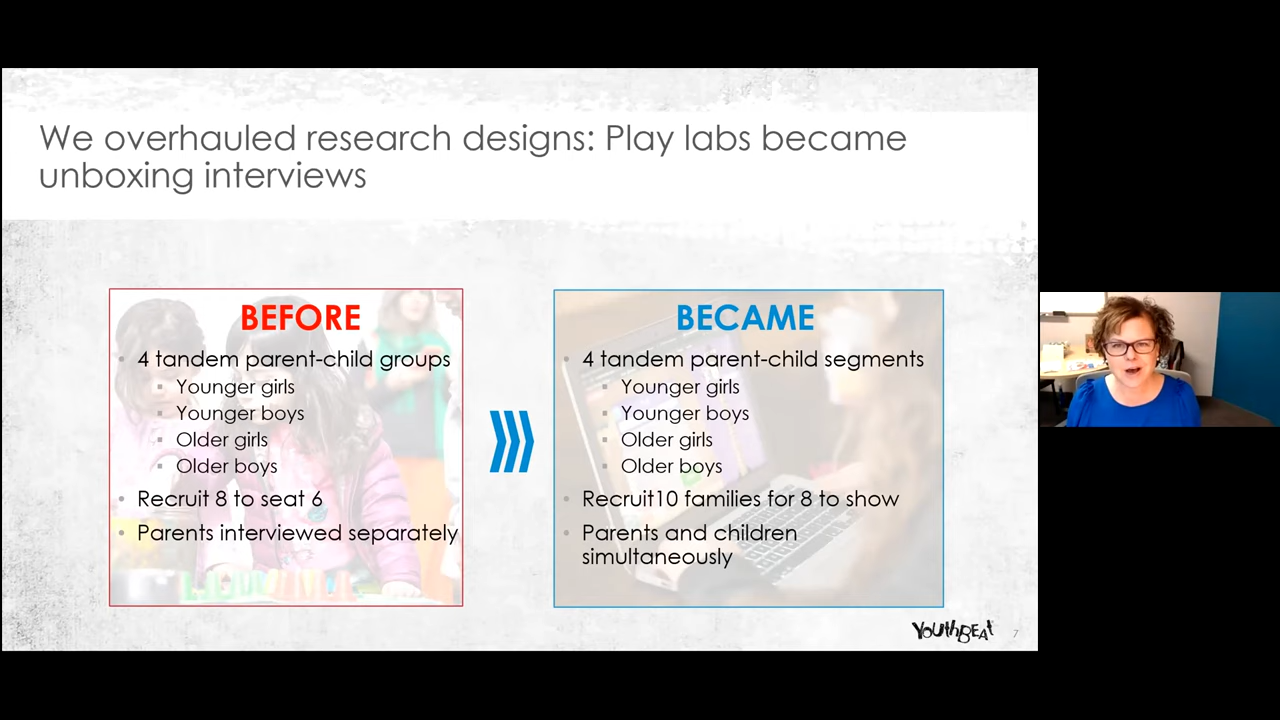 We overhauled research designs: Play labs became
unboxing interviews
BEFORE
• 4 tandem parent-child groups
▪ Younger girls
▪ Younger boys
▪ Older girls
▪ Older boys
• Recruit 8 to seat 6
• Parents interviewed separately
BECAME
• 4 tandem parent-child segments
▪ Younger girls
▪ Younger boys
▪ Older girls
▪ Older boys
• Recruit10 families for 8 to show
• Parents and children
simultaneously
YouthBEAt
7